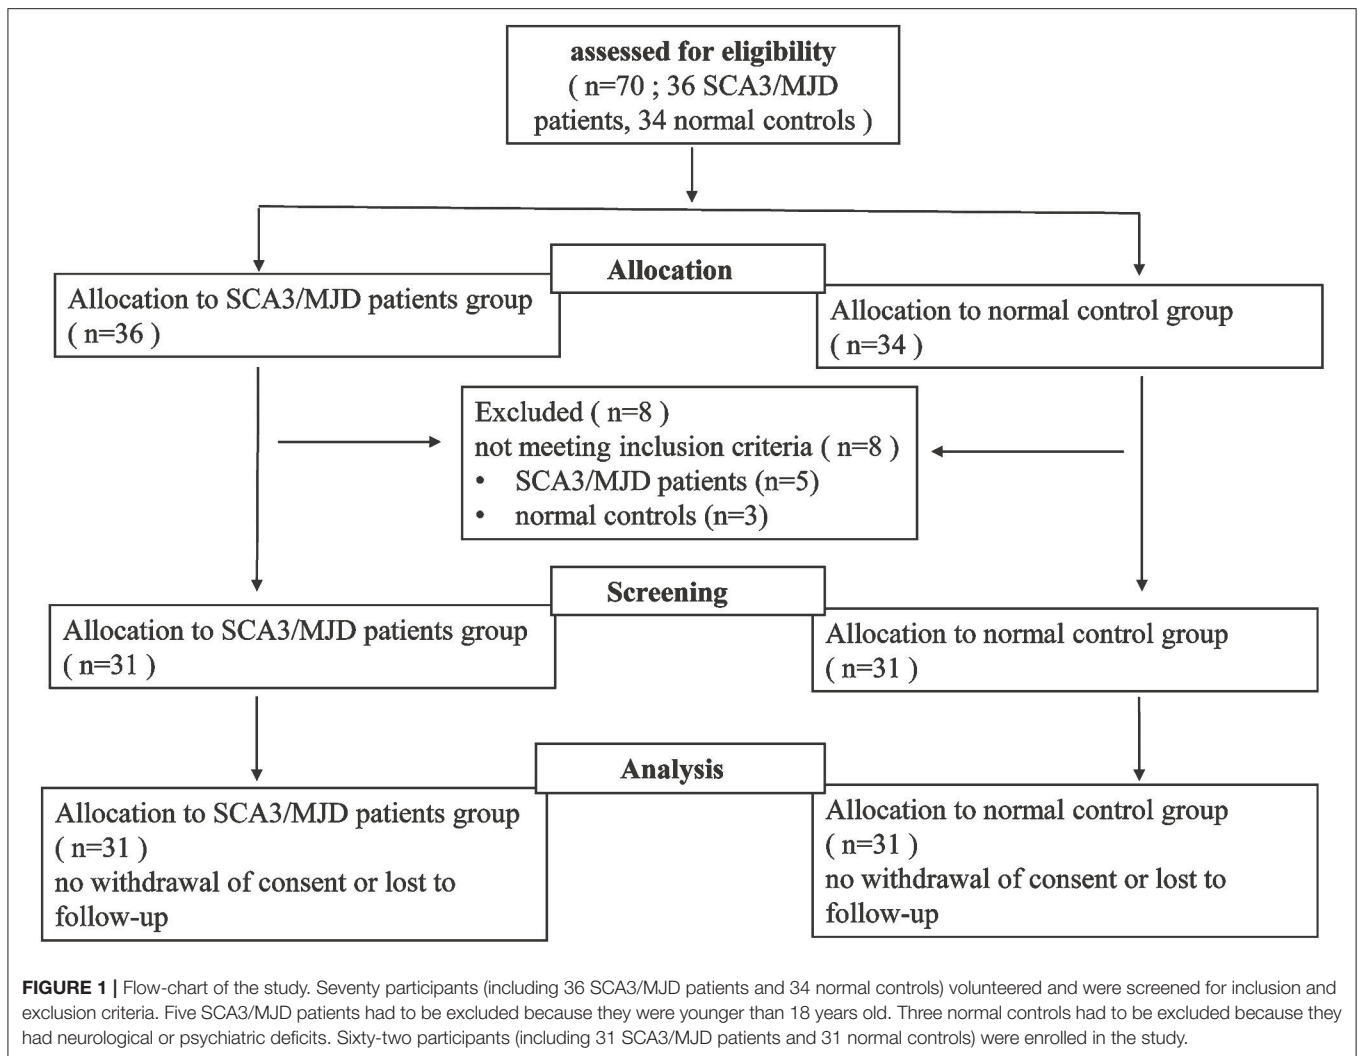 assessed for eligibility
( n=70 ; 36 SCA3/MJD
patients, 34 normal controls )
Allocation
Allocation to SCA3/MJD patients group
( n=36 )
Allocation to normal control group
( n=34 )
Excluded ( n=8 )
not meeting inclusion criteria ( n=8 )
• SCA3/MJD patients (n=5)
• normal controls (n=3)
Screening
Allocation to SCA3/MJD patients group
( n=31 )
Allocation to normal control group
( n=31 )
Analysis
Allocation to SCA3/MJD patients group
( n=31 )
no withdrawal of consent or lost to
follow-up
Allocation to normal control group
( n=31 )
no withdrawal of consent or lost to
follow-up
FIGURE 1 | Flow-chart of the study. Seventy participants (including 36 SCA3/MJD patients and 34 normal controls) volunteered and were screened for inclusion and
exclusion criteria. Five SCA3/MJD patients had to be excluded because they were younger than 18 years old. Three normal controls had to be excluded because they
had neurological or psychiatric deficits. Sixty-two participants (including 31 SCA3/MJD patients and 31 normal controls) were enrolled in the study.